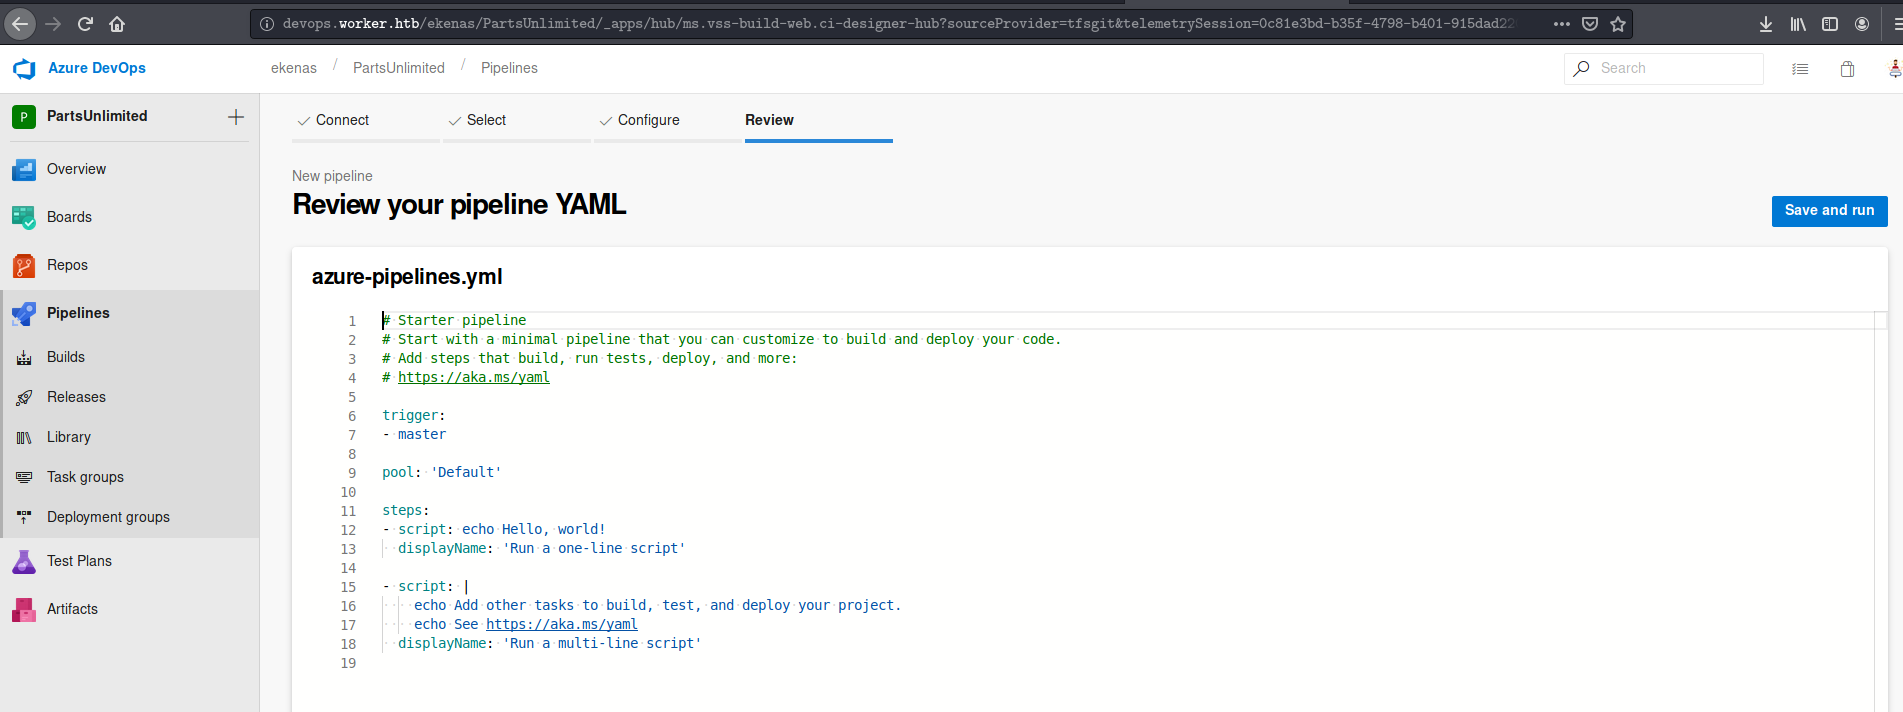 devops.worker.htb/ekenas/PartsUnlimited/_apps/hub/ms.vss-build-web.ci-designer-hub?sourceProvider=tfsgit&telemetrySession=0c81e3bd-b35f-4798-b401-915dad22
Azure DevOps
ekenas / PartsUnlimited / Pipelines
Search
P PartsUnlimited
Overview
Boards
Repos
Pipelines
Builds
Releases
Library
Task groups
Deployment groups
Test Plans
Artifacts
Connect Select Configure Review
New pipeline
Review your pipeline YAML
Save and run
azure-pipelines.yml
1 # Starter pipeline
2 # Start with a minimal pipeline that you can customize to build and deploy your code.
3 # Add steps that build, run tests, deploy, and more:
4 # https://aka.ms/yaml
5
6 trigger:
7 - master
8
9 pool: 'Default'
10
11 steps:
12 - script: echo Hello, world!
13   displayName: 'Run a one-line script'
14
15 - script: |
16     echo Add other tasks to build, test, and deploy your project.
17     echo See https://aka.ms/yaml
18   displayName: 'Run a multi-line script'
19